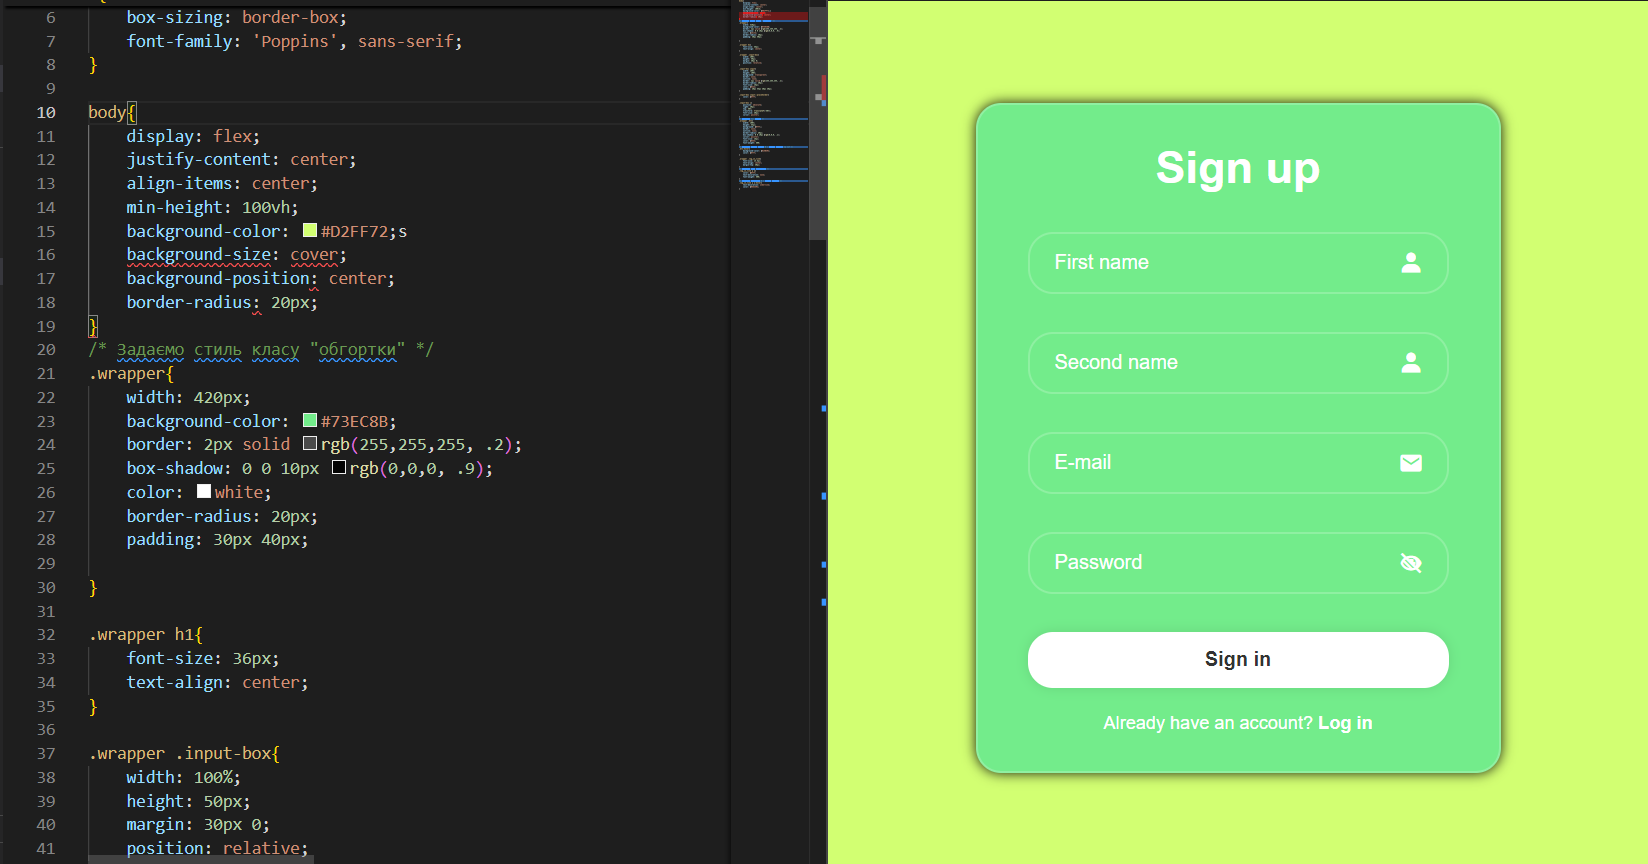 {
6 box-sizing: border-box;
7 font-family: 'Poppins', sans-serif;
8 }
9
10 body{
11 display: flex;
12 justify-content: center;
13 align-items: center;
14 min-height: 100vh;
15 background-color: #D2FF72;s
16 background-size: cover;
17 background-position: center;
18 border-radius: 20px;
19 }
20 /* Задаємо стиль класу "обгортки" */
21 .wrapper{
22 width: 420px;
23 background-color: #73EC8B;
24 border: 2px solid rgb(255,255,255, .2);
25 box-shadow: 0 0 10px rgb(0,0,0, .9);
26 color: white;
27 border-radius: 20px;
28 padding: 30px 40px;
29
30 }
31
32 .wrapper h1{
33 font-size: 36px;
34 text-align: center;
35 }
36
37 .wrapper .input-box{
38 width: 100%;
39 height: 50px;
40 margin: 30px 0;
41 position: relative;
Sign up
First name
Second name
E-mail
Password
Sign in
Already have an account? Log in